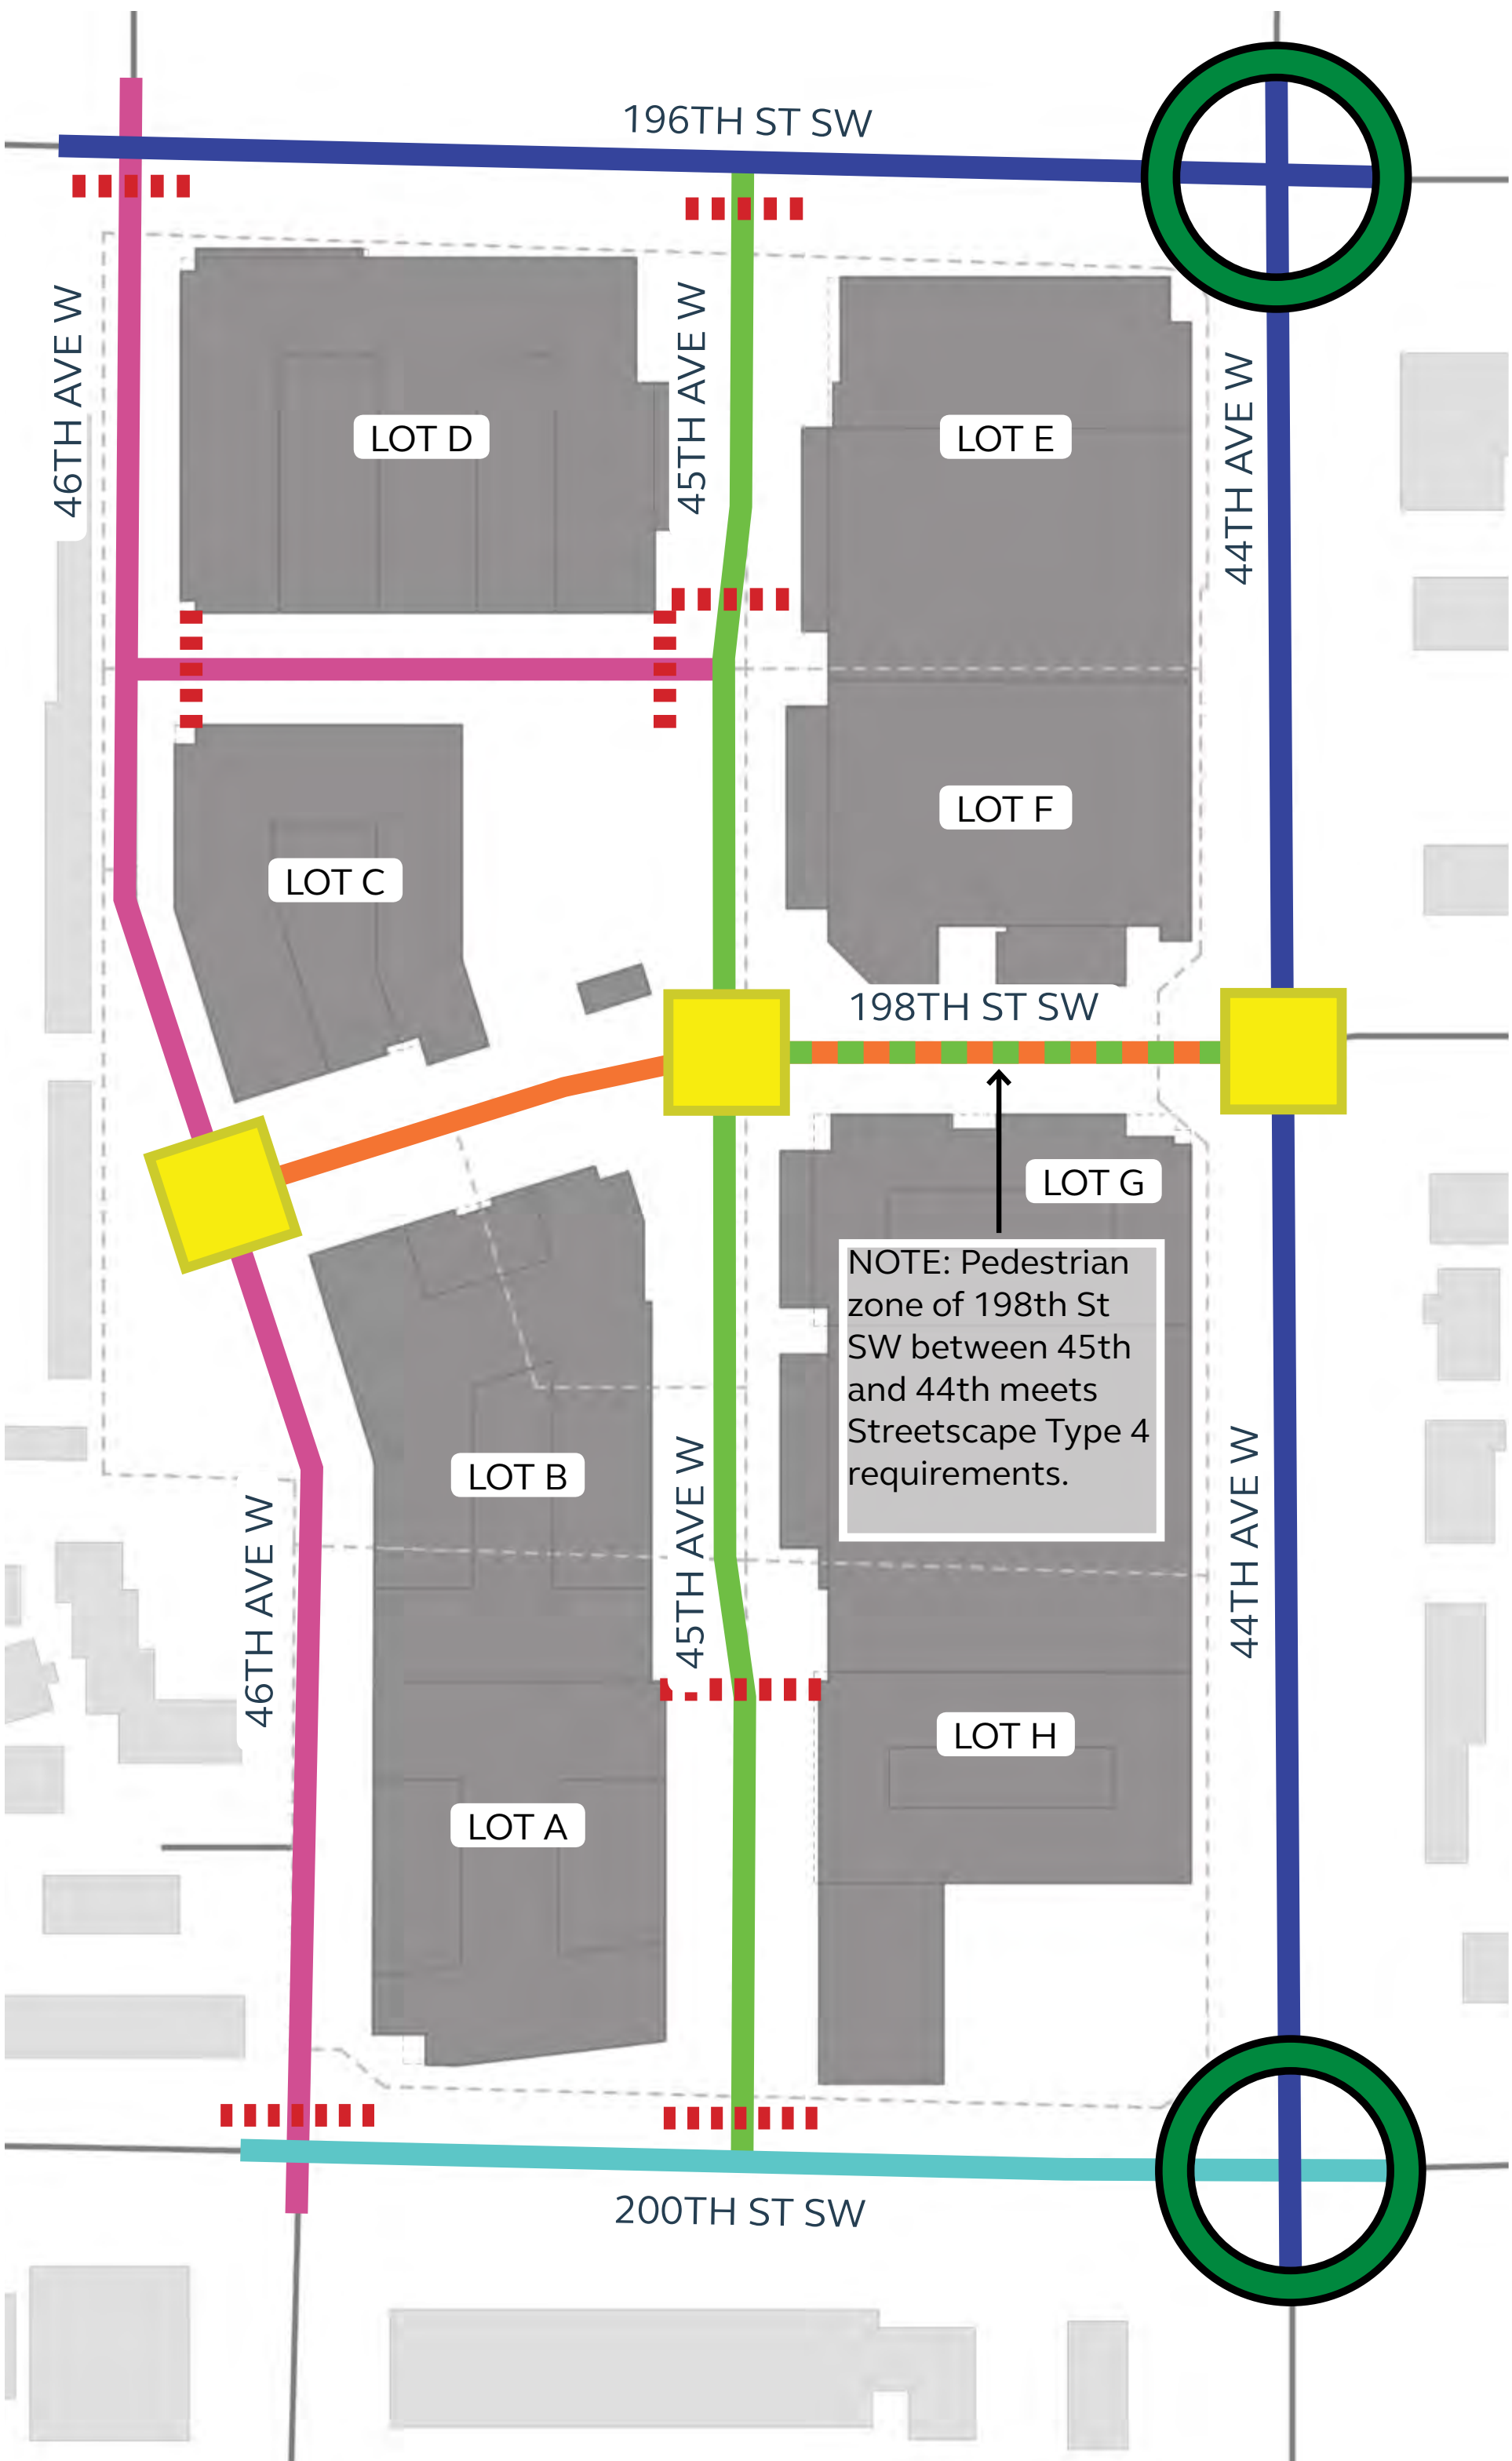 196TH ST SW
46TH AVE W
45TH AVE W
44TH AVE W
LOT D
LOT E
LOT F
LOT C
198TH ST SW
LOT G
NOTE: Pedestrian
zone of 198th St
SW between 45th
and 44th meets
Streetscape Type 4
requirements.
LOT B
46TH AVE W
45TH AVE W
44TH AVE W
LOT H
LOT A
200TH ST SW